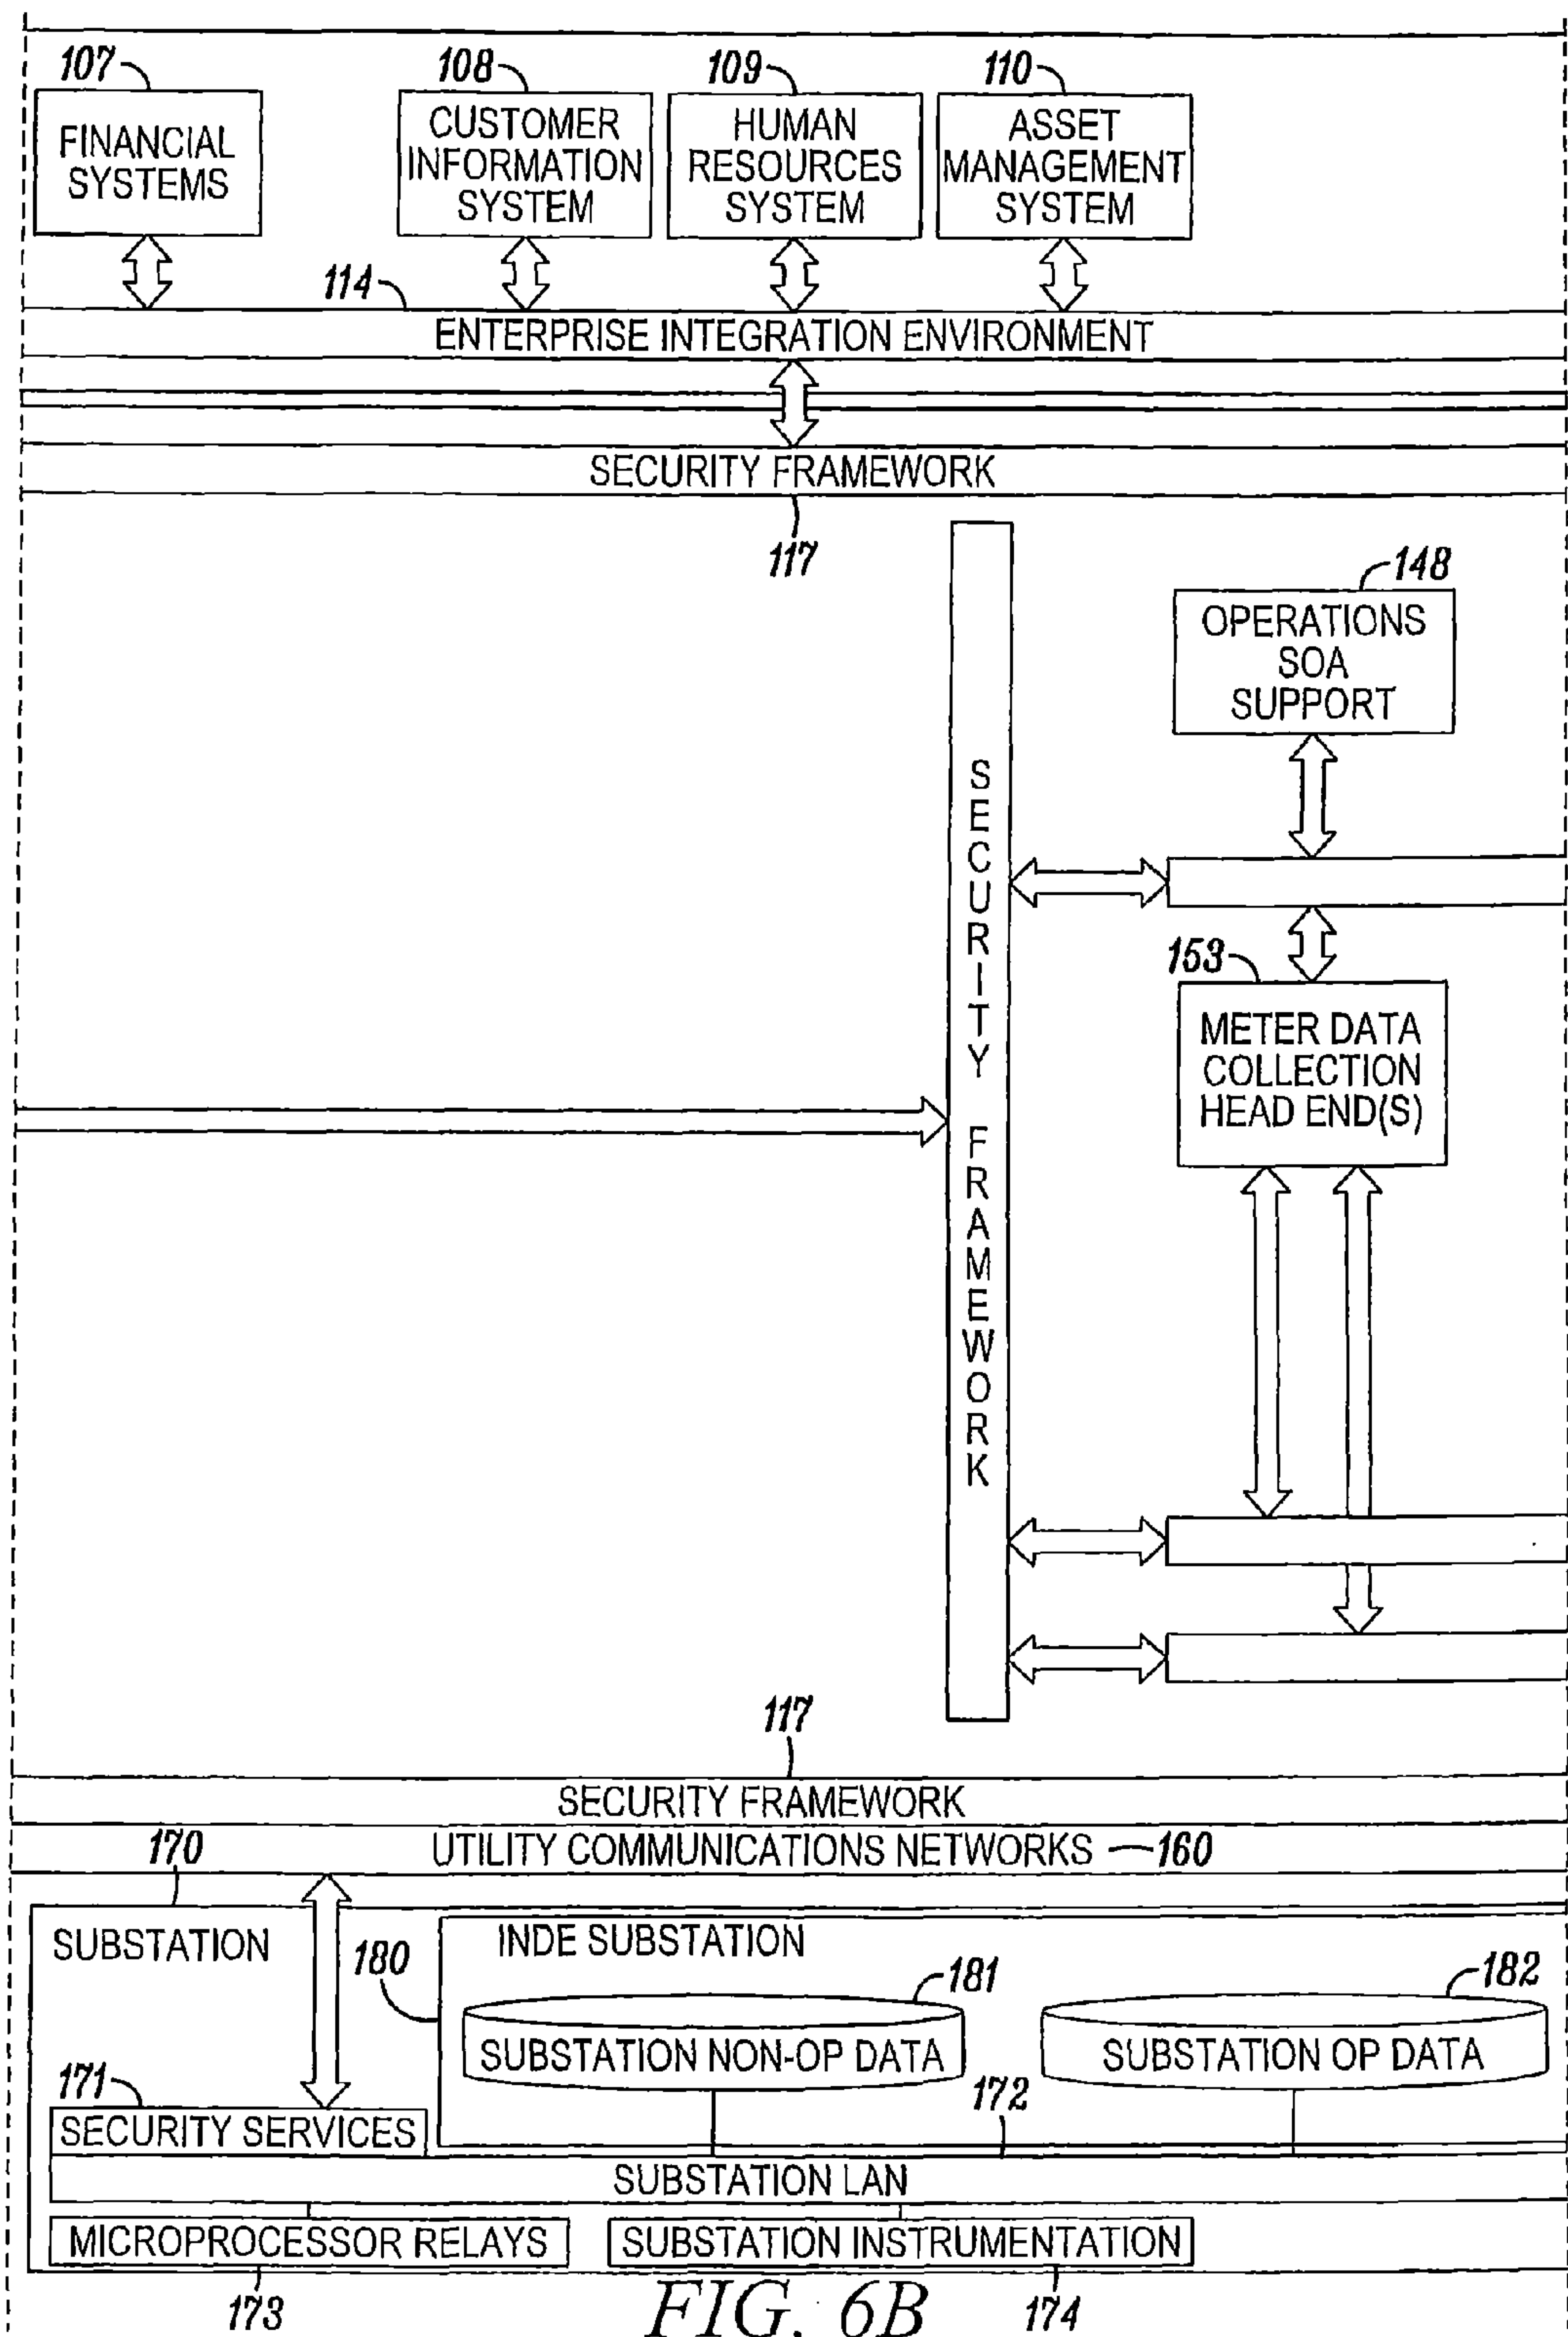 107
108
109
110
FINANCIAL
SYSTEMS
CUSTOMER
INFORMATION
SYSTEM
HUMAN
RESOURCES
SYSTEM
ASSET
MANAGEMENT
SYSTEM
114
ENTERPRISE INTEGRATION ENVIRONMENT
SECURITY FRAMEWORK
117
148
OPERATIONS
SOA
SUPPORT
SECURITY FRAMEWORK
153
METER DATA
COLLECTION
HEAD END(S)
117
SECURITY FRAMEWORK
170
UTILITY COMMUNICATIONS NETWORKS 160
SUBSTATION
180
INDE SUBSTATION
181
182
SUBSTATION NON-OP DATA
SUBSTATION OP DATA
171
172
SECURITY SERVICES
SUBSTATION LAN
MICROPROCESSOR RELAYS
SUBSTATION INSTRUMENTATION
173
FIG. 6B
174